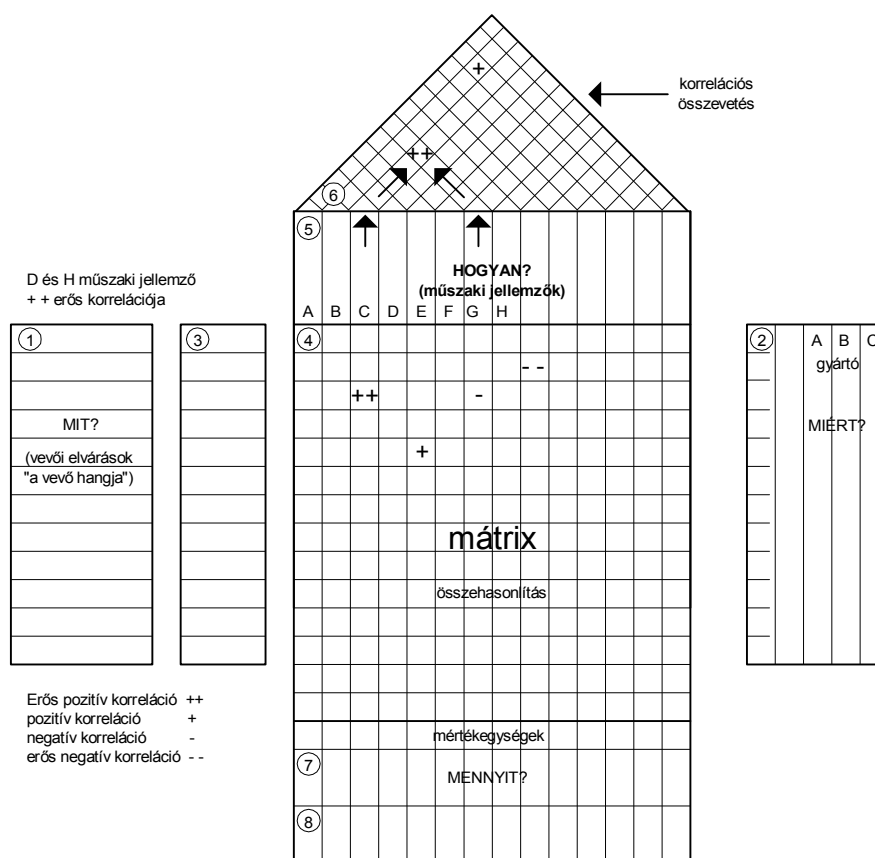 +
korrelációs
összevetés
++
6
5
D és H műszaki jellemző
+ + erős korrelációja
HOGYAN?
(műszaki jellemzők)
A B C D E F G H
1
3
4
2
A B C
gyártó
- -
++ -
MIT?
MIÉRT?
(vevői elvárások
"a vevő hangja")
+
mátrix
összehasonlítás
Erős pozitív korreláció ++
pozitív korreláció +
negatív korreláció -
erős negatív korreláció - -
mértékegységek
7
MENNYIT?
8